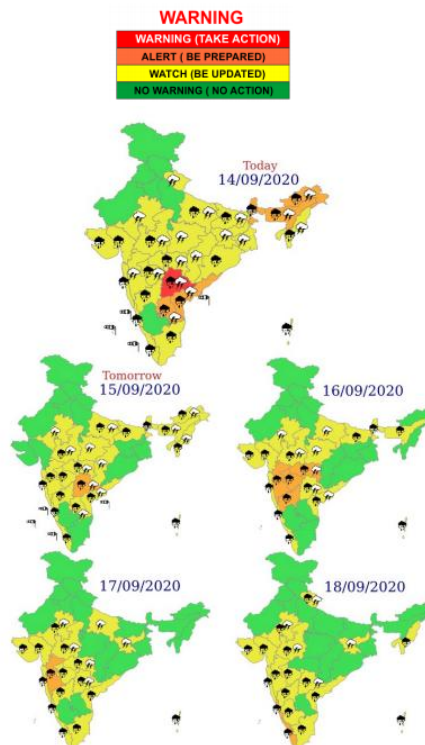 WARNING
WARNING (TAKE ACTION)
ALERT ( BE PREPARED)
WATCH (BE UPDATED)
NO WARNING ( NO ACTION)
Today
14/09/2020
Tomorrow
15/09/2020
16/09/2020
17/09/2020
18/09/2020